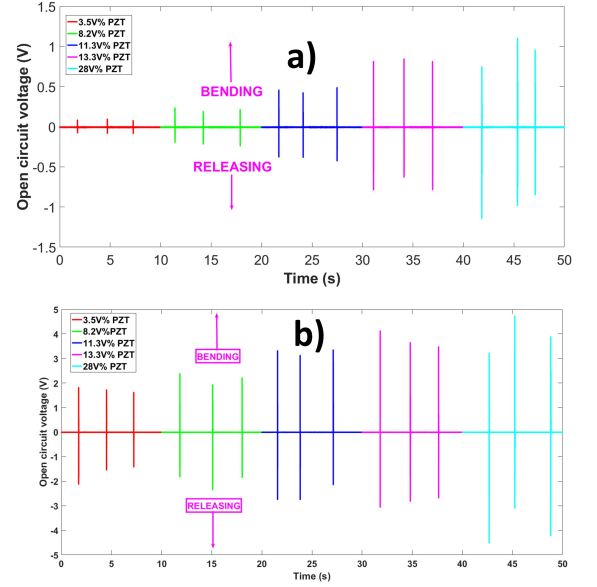 a)
3.5V% PZT
8.2V% PZT
11.3V% PZT
13.3V% PZT
28V% PZT
BENDING
RELEASING
Open circuit voltage (V)
1.5
1
0.5
0
-0.5
-1
-1.5
0 5 10 15 20 25 30 35 40 45 50
Time (s)
b)
3.5V% PZT
8.2V%PZT
11.3V% PZT
13.3V% PZT
28V% PZT
BENDING
RELEASING
Open circuit voltage (V)
5
4
3
2
1
0
-1
-2
-3
-4
-5
0 5 10 15 20 25 30 35 40 45 50
Time (s)